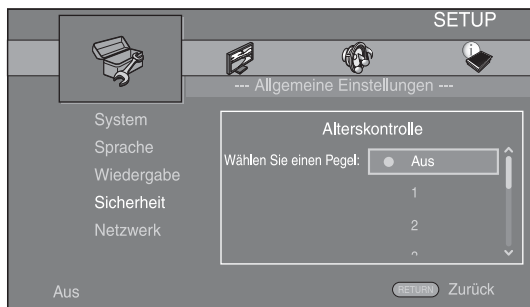 SETUP
--- Allgemeine Einstellungen ---
System
Sprache
Wiedergabe
Sicherheit
Netzwerk
Alterskontrolle
Wählen Sie einen Pegel:
Aus
1
2
Aus
RETURN Zurück